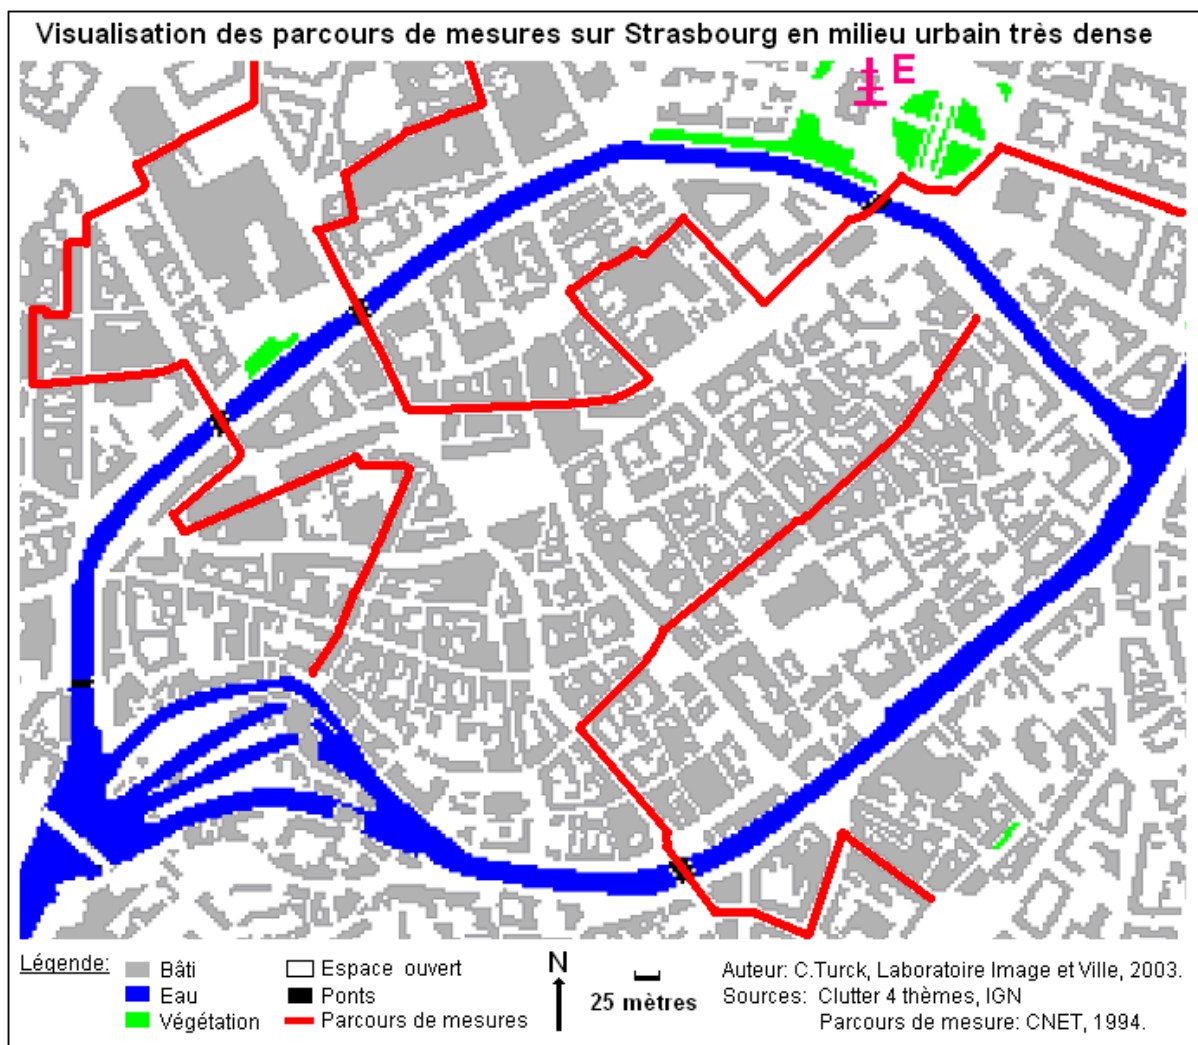 Visualisation des parcours de mesures sur Strasbourg en milieu urbain très dense
E
Légende:
Bâti
Eau
Végétation
Espace ouvert
Ponts
Parcours de mesures
N
25 mètres
Auteur: C.Turck, Laboratoire Image et Ville, 2003.
Sources: Clutter 4 thèmes, IGN
Parcours de mesure: CNET, 1994.